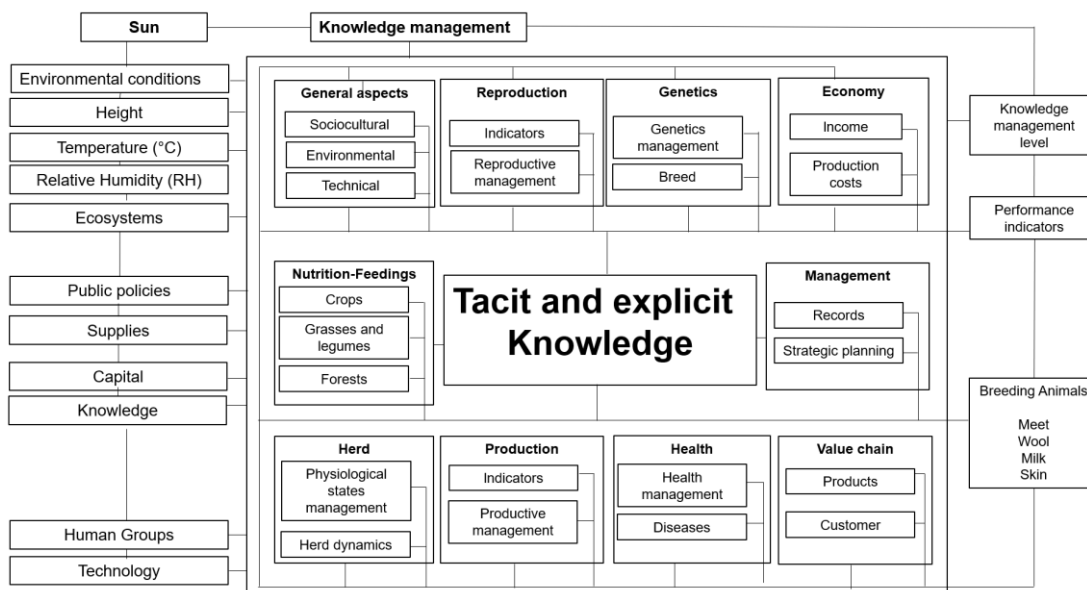 Sun
Knowledge management
Environmental conditions
Height
Temperature (°C)
Relative Humidity (RH)
Ecosystems
Public policies
Supplies
Capital
Knowledge
Human Groups
Technology
General aspects
Sociocultural
Environmental
Technical
Reproduction
Indicators
Reproductive
management
Genetics
Genetics
management
Breed
Economy
Income
Production
costs
Nutrition-Feedings
Crops
Grasses and
legumes
Forests
Tacit and explicit
Knowledge
Management
Records
Strategic planning
Herd
Physiological
states
management
Herd dynamics
Production
Indicators
Productive
management
Health
Health
management
Diseases
Value chain
Products
Customer
Knowledge
management
level
Performance
indicators
Breeding Animals
Meet
Wool
Milk
Skin